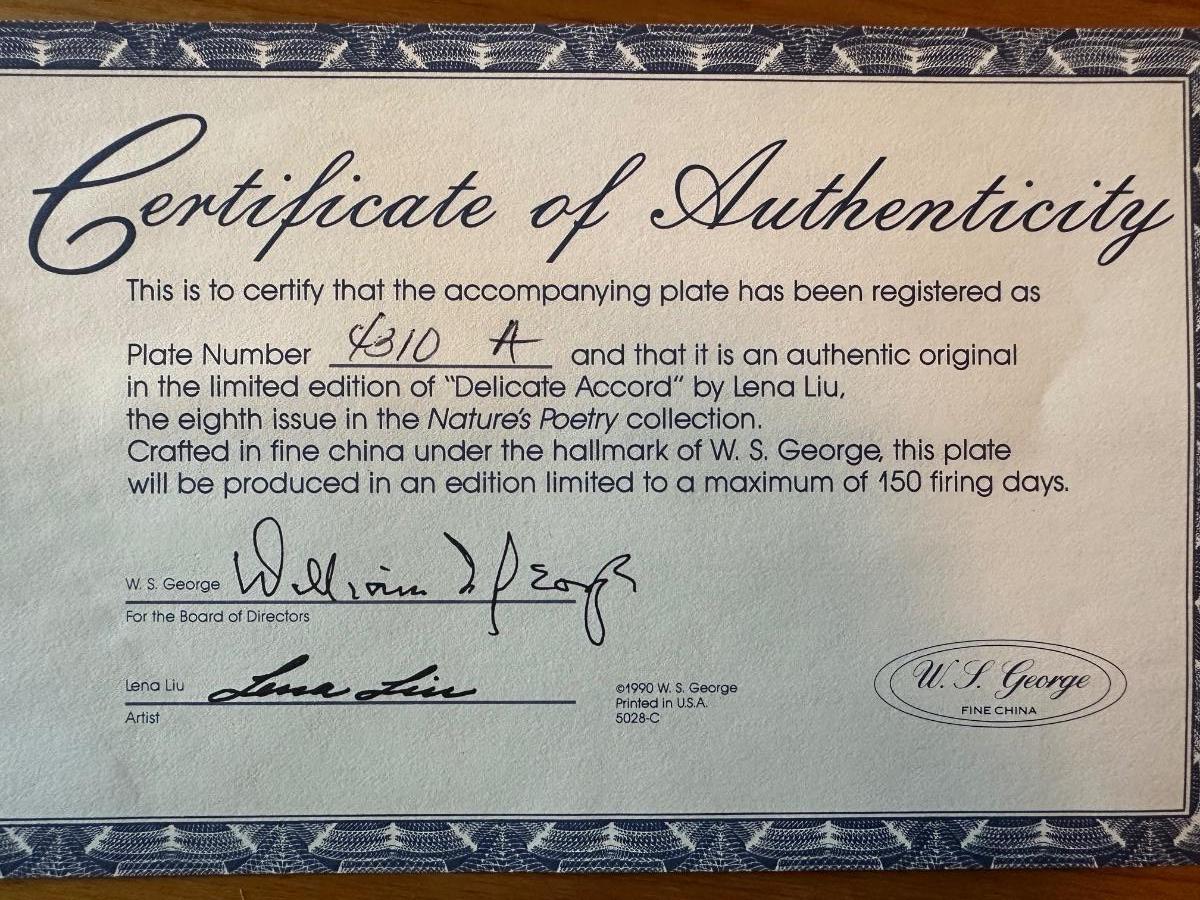 Certificate of Authenticity
This is to certify that the accompanying plate has been registered as
Plate Number 4310 A and that it is an authentic original
in the limited edition of "Delicate Accord" by Lena Liu,
the eighth issue in the Nature's Poetry collection.
Crafted in fine china under the hallmark of W. S. George, this plate
will be produced in an edition limited to a maximum of 150 firing days.
W. S. George William S George
For the Board of Directors
Lena Liu Lena Liu
Artist
©1990 W. S. George
Printed in U.S.A.
5028-C
W. S. George
FINE CHINA